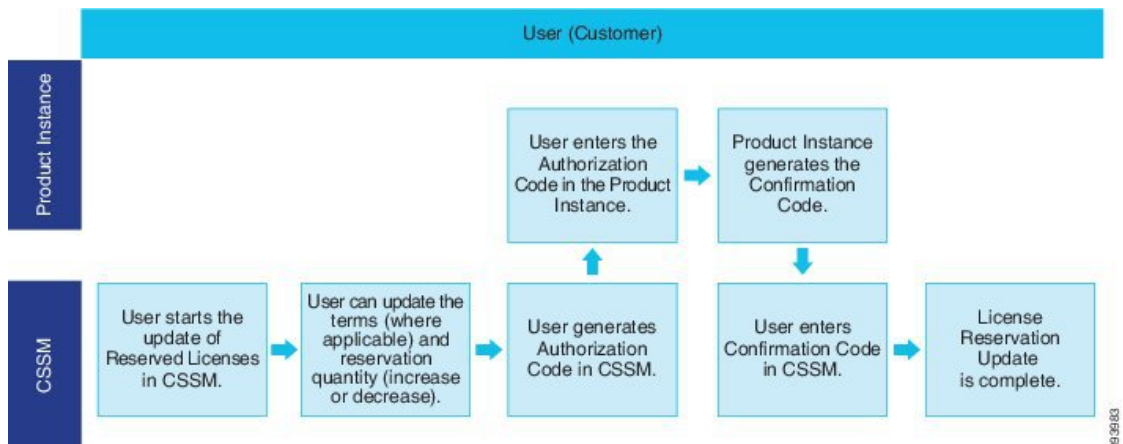 User (Customer)
Product Instance
User enters the
Authorization
Code in the Product
Instance.
Product Instance
generates the
Confirmation
Code.
CSSM
User starts the
update of
Reserved Licenses
in CSSM.
User can update the
terms (where
applicable) and
reservation
quantity (increase
or decrease).
User generates
Authorization
Code in CSSM.
User enters
Confirmation Code
in CSSM.
License
Reservation
Update
is complete.
93983